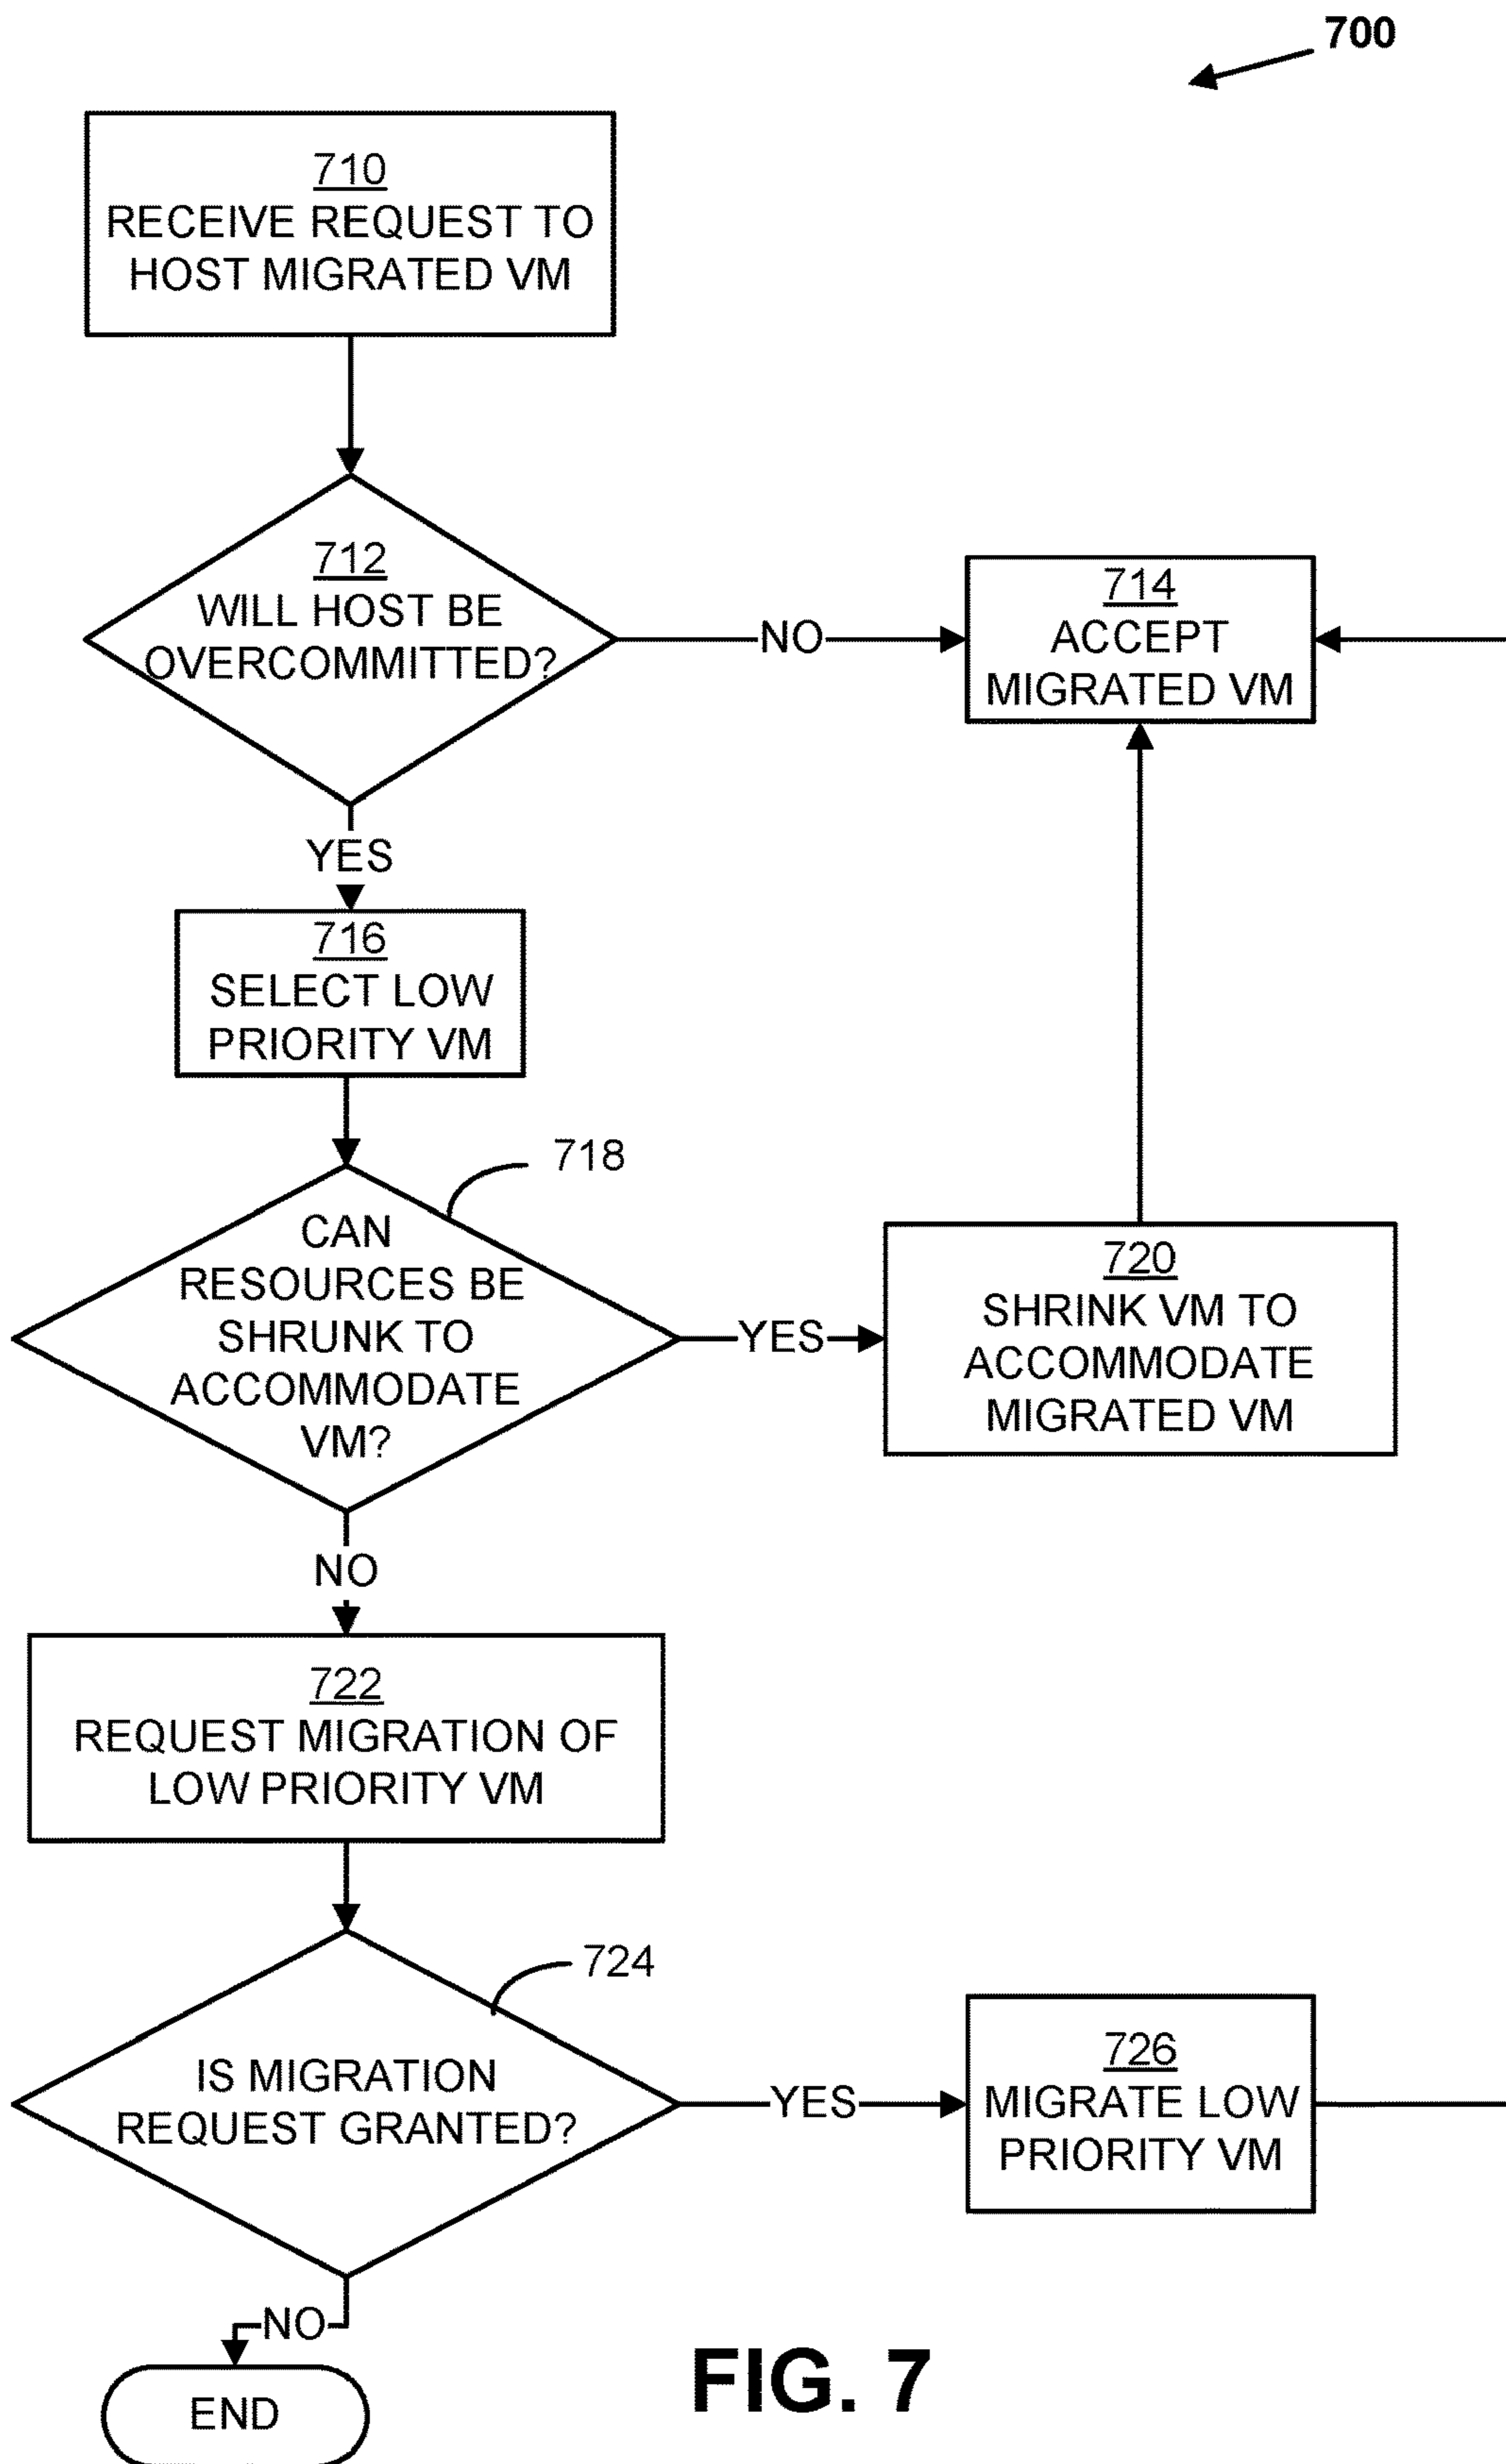 700
710
RECEIVE REQUEST TO
HOST MIGRATED VM
712
WILL HOST BE
OVERCOMMITTED?
NO
714
ACCEPT
MIGRATED VM
YES
716
SELECT LOW
PRIORITY VM
718
CAN
RESOURCES BE
SHRUNK TO
ACCOMMODATE
VM?
YES
720
SHRINK VM TO
ACCOMMODATE
MIGRATED VM
NO
722
REQUEST MIGRATION OF
LOW PRIORITY VM
724
IS MIGRATION
REQUEST GRANTED?
YES
726
MIGRATE LOW
PRIORITY VM
NO
END
FIG. 7